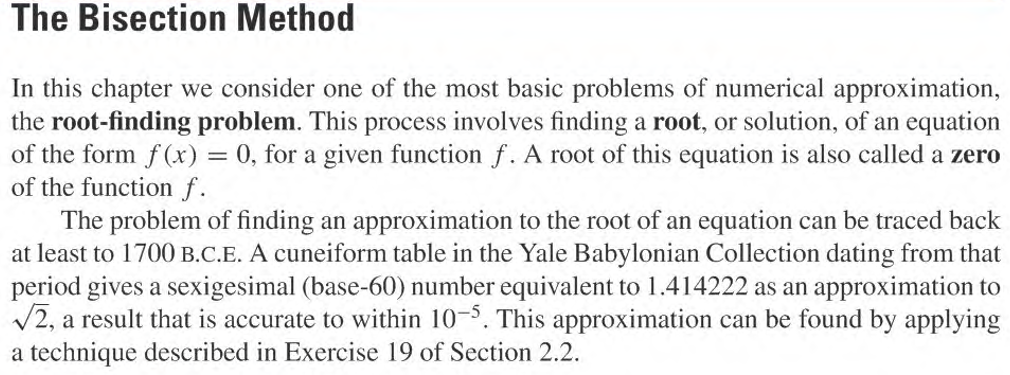 The Bisection Method
In this chapter we consider one of the most basic problems of numerical approximation,
the root-finding problem. This process involves finding a root, or solution, of an equation
of the form f(x) = 0, for a given function f. A root of this equation is also called a zero
of the function f.
The problem of finding an approximation to the root of an equation can be traced back
at least to 1700 B.C.E. A cuneiform table in the Yale Babylonian Collection dating from that
period gives a sexigesimal (base-60) number equivalent to 1.414222 as an approximation to
√2, a result that is accurate to within 10⁻⁵. This approximation can be found by applying
a technique described in Exercise 19 of Section 2.2.